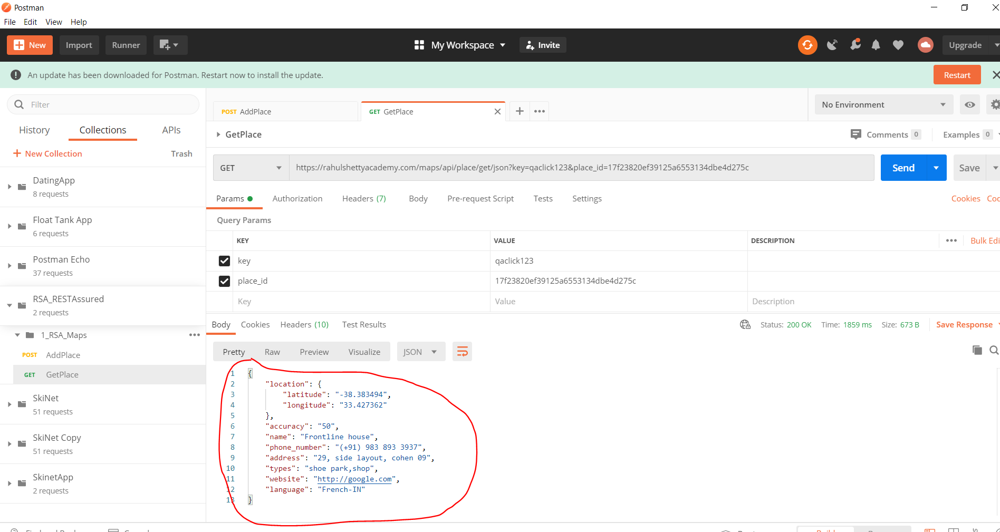 Postman
File Edit View Help
New Import Runner My Workspace Invite Upgrade
An update has been downloaded for Postman. Restart now to install the update. Restart
Filter
History Collections APIs
New Collection Trash
DatingApp
8 requests
Float Tank App
6 requests
Postman Echo
37 requests
RSA_RESTAssured
2 requests
1_RSA_Maps
POST AddPlace
GET GetPlace
SkiNet
51 requests
SkiNet Copy
51 requests
SkinetApp
2 requests
POST AddPlace GET GetPlace No Environment
GetPlace Comments 0 Examples 0
GET https://rahulshettyacademy.com/maps/api/place/get/json?key=qaclick123&place_id=17f23820ef39125a6553134dbe4d275c Send Save
Params Authorization Headers (7) Body Pre-request Script Tests Settings Cookies
Query Params
KEY VALUE DESCRIPTION Bulk Edi
key qaclick123
place_id 17f23820ef39125a6553134dbe4d275c
Key Value Description
Body Cookies Headers (10) Test Results Status: 200 OK Time: 1859 ms Size: 673 B Save Response
Pretty Raw Preview Visualize JSON
1 {
2 "location": {
3 "latitude": "-38.383494",
4 "longitude": "33.427362"
5 },
6 "accuracy": "50",
7 "name": "Frontline house",
8 "phone_number": "(+91) 983 893 3937",
9 "address": "29, side layout, cohen 09",
10 "types": "shoe park,shop",
11 "website": "http://google.com",
12 "language": "French-IN"
13 }